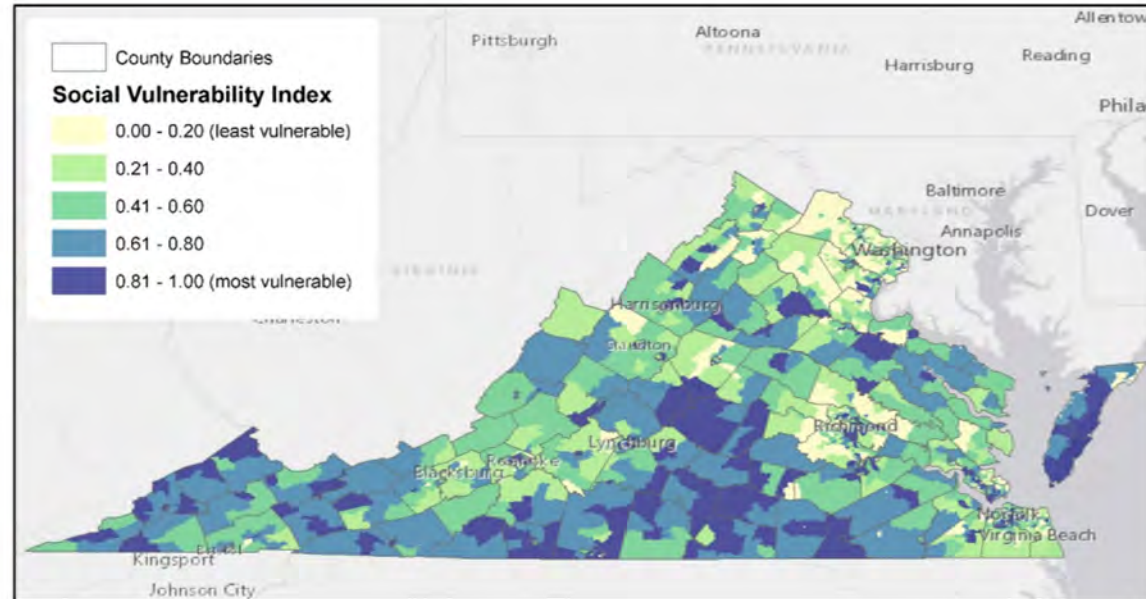 County Boundaries
Social Vulnerability Index
0.00 - 0.20 (least vulnerable)
0.21 - 0.40
0.41 - 0.60
0.61 - 0.80
0.81 - 1.00 (most vulnerable)
Allentow
Altoona
Pittsburgh
PENNSYLVANIA
Reading
Harrisburg
Phila
Baltimore
MARYLAND
Dover
Annapolis
Washington
Harrisonburg
Staunton
Richmond
Lynchburg
Roanoke
Blacksburg
Norfolk
Virginia Beach
Kingsport
Johnson City